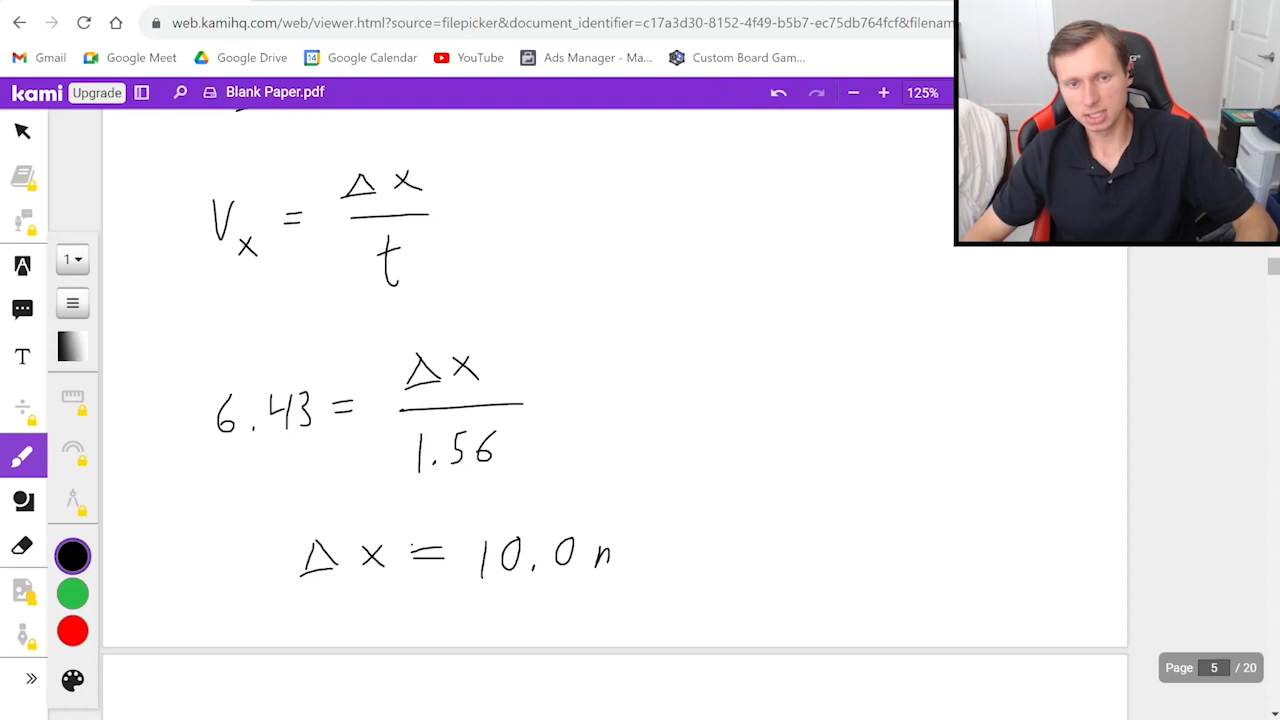 web.kamihq.com/web/viewer.html?source=filepicker&document_identifier=c17a3d30-8152-4f49-b5b7-ec75db764fcf&filenam
Gmail Google Meet Google Drive 14 Google Calendar YouTube Ads Manager - Ma... Custom Board Gam...
kami Upgrade Blank Paper.pdf 125%
Vx = Δx
t
1
T
6.43 = Δx
1.56
Δx = 10.0 n
Page 5 / 20